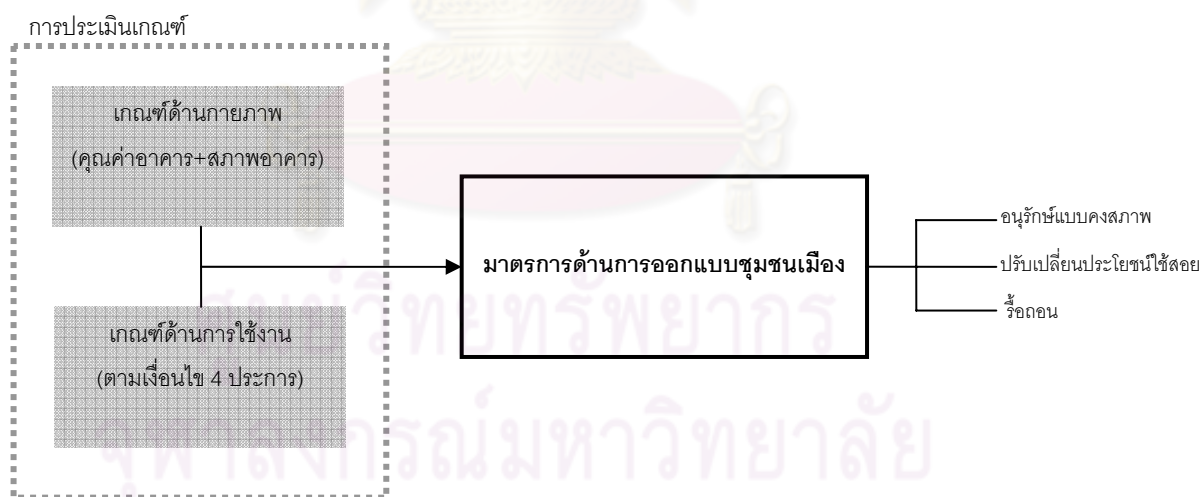 การประเมินเกณฑ์
เกณฑ์ด้านกายภาพ
(คุณค่าอาคาร+สภาพอาคาร)
มาตรการด้านการออกแบบชุมชนเมือง
อนุรักษ์แบบคงสภาพ
ปรับเปลี่ยนประโยชน์ใช้สอย
รื้อถอน
เกณฑ์ด้านการใช้งาน
(ตามเงื่อนไข 4 ประการ)
ศูนย์วิทยทรัพยากร
จุฬาลงกรณ์มหาวิทยาลัย